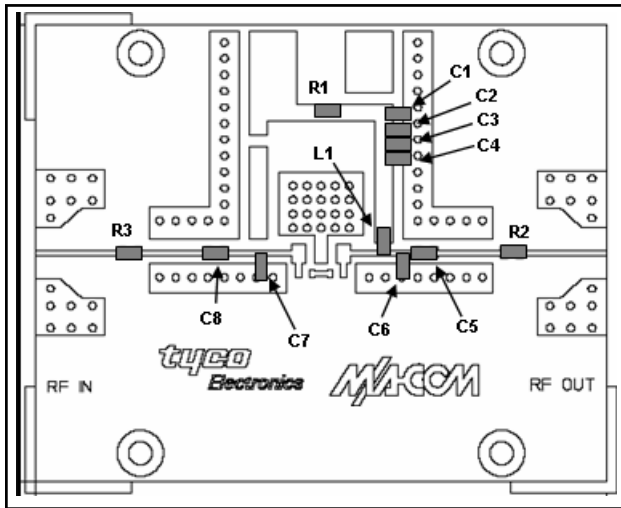 R1
C1
C2
C3
C4
L1
R3
R2
C8
C7
C6
C5
tyco
Electronics
M/A-COM
RF IN
RF OUT